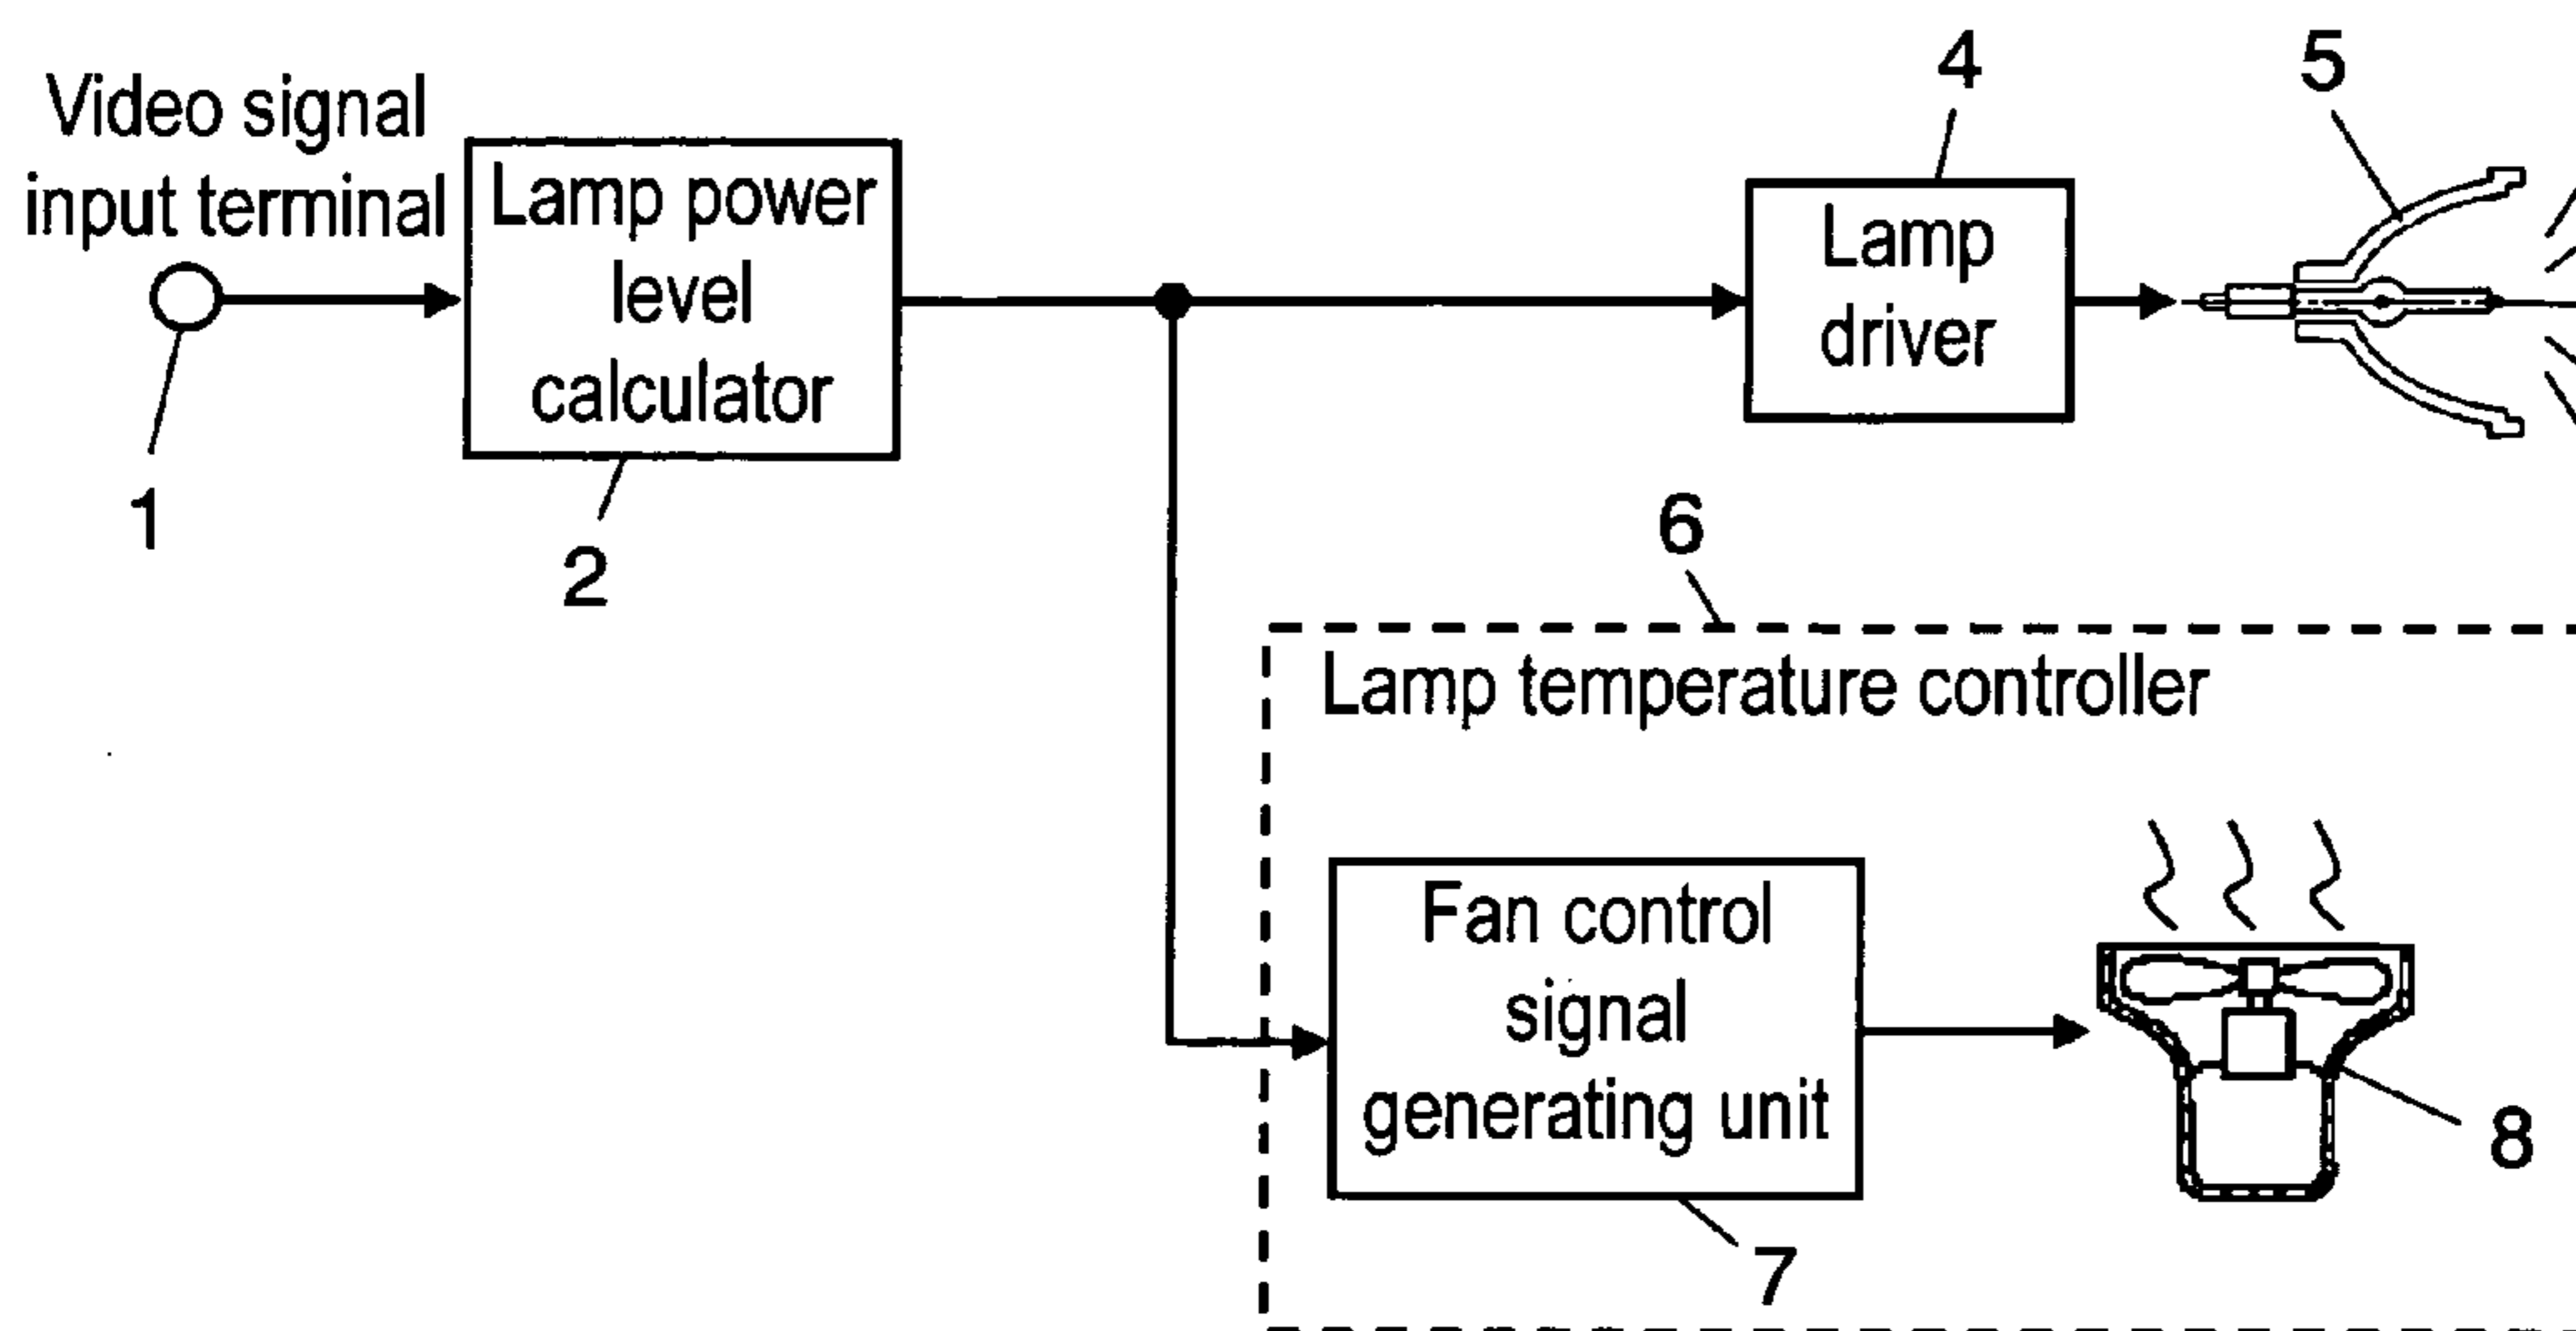 Video signal
input terminal
1
Lamp power
level
calculator
2
4
Lamp
driver
5
6
Lamp temperature controller
Fan control
signal
generating unit
7
8